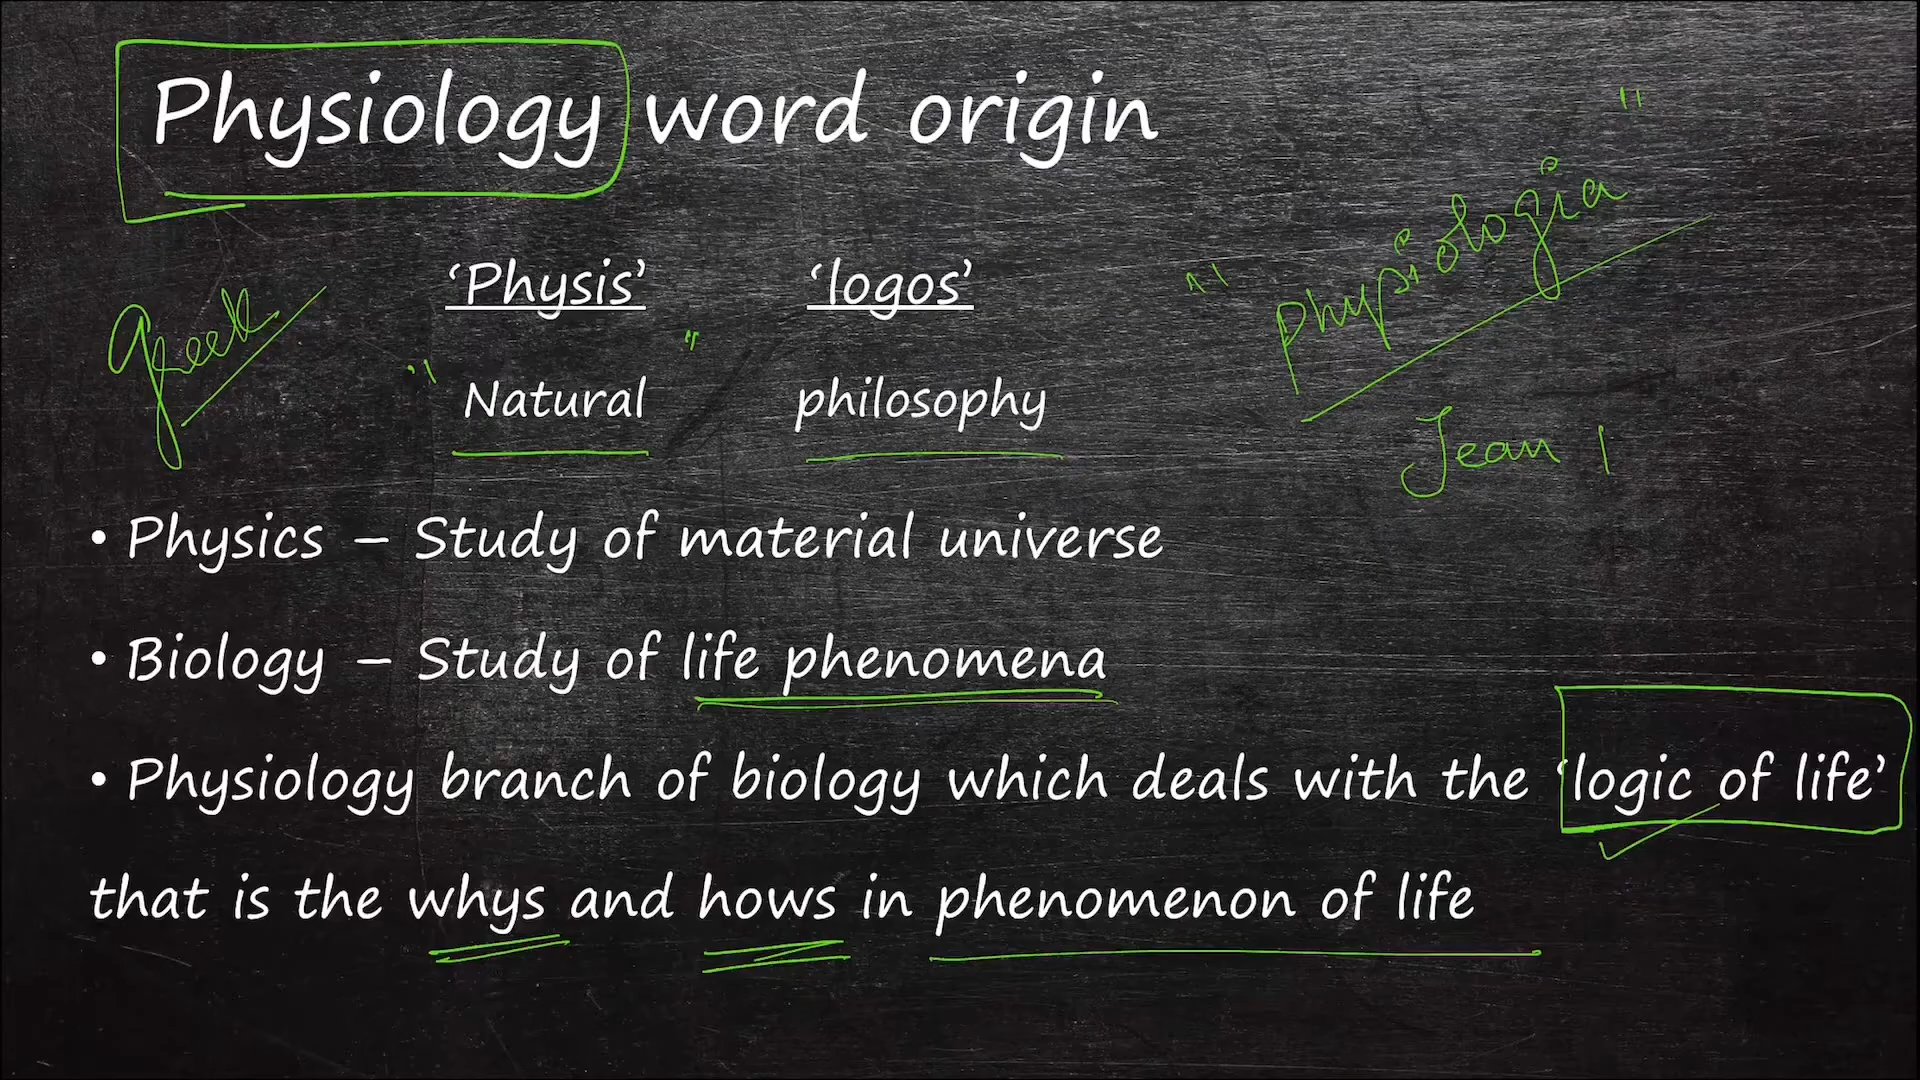 Physiology word origin
"Physiologia"
'Physis' 'logos'
Greek
"Natural" philosophy
Jean
• Physics – Study of material universe
• Biology – Study of life phenomena
• Physiology branch of biology which deals with the 'logic of life'
that is the whys and hows in phenomenon of life